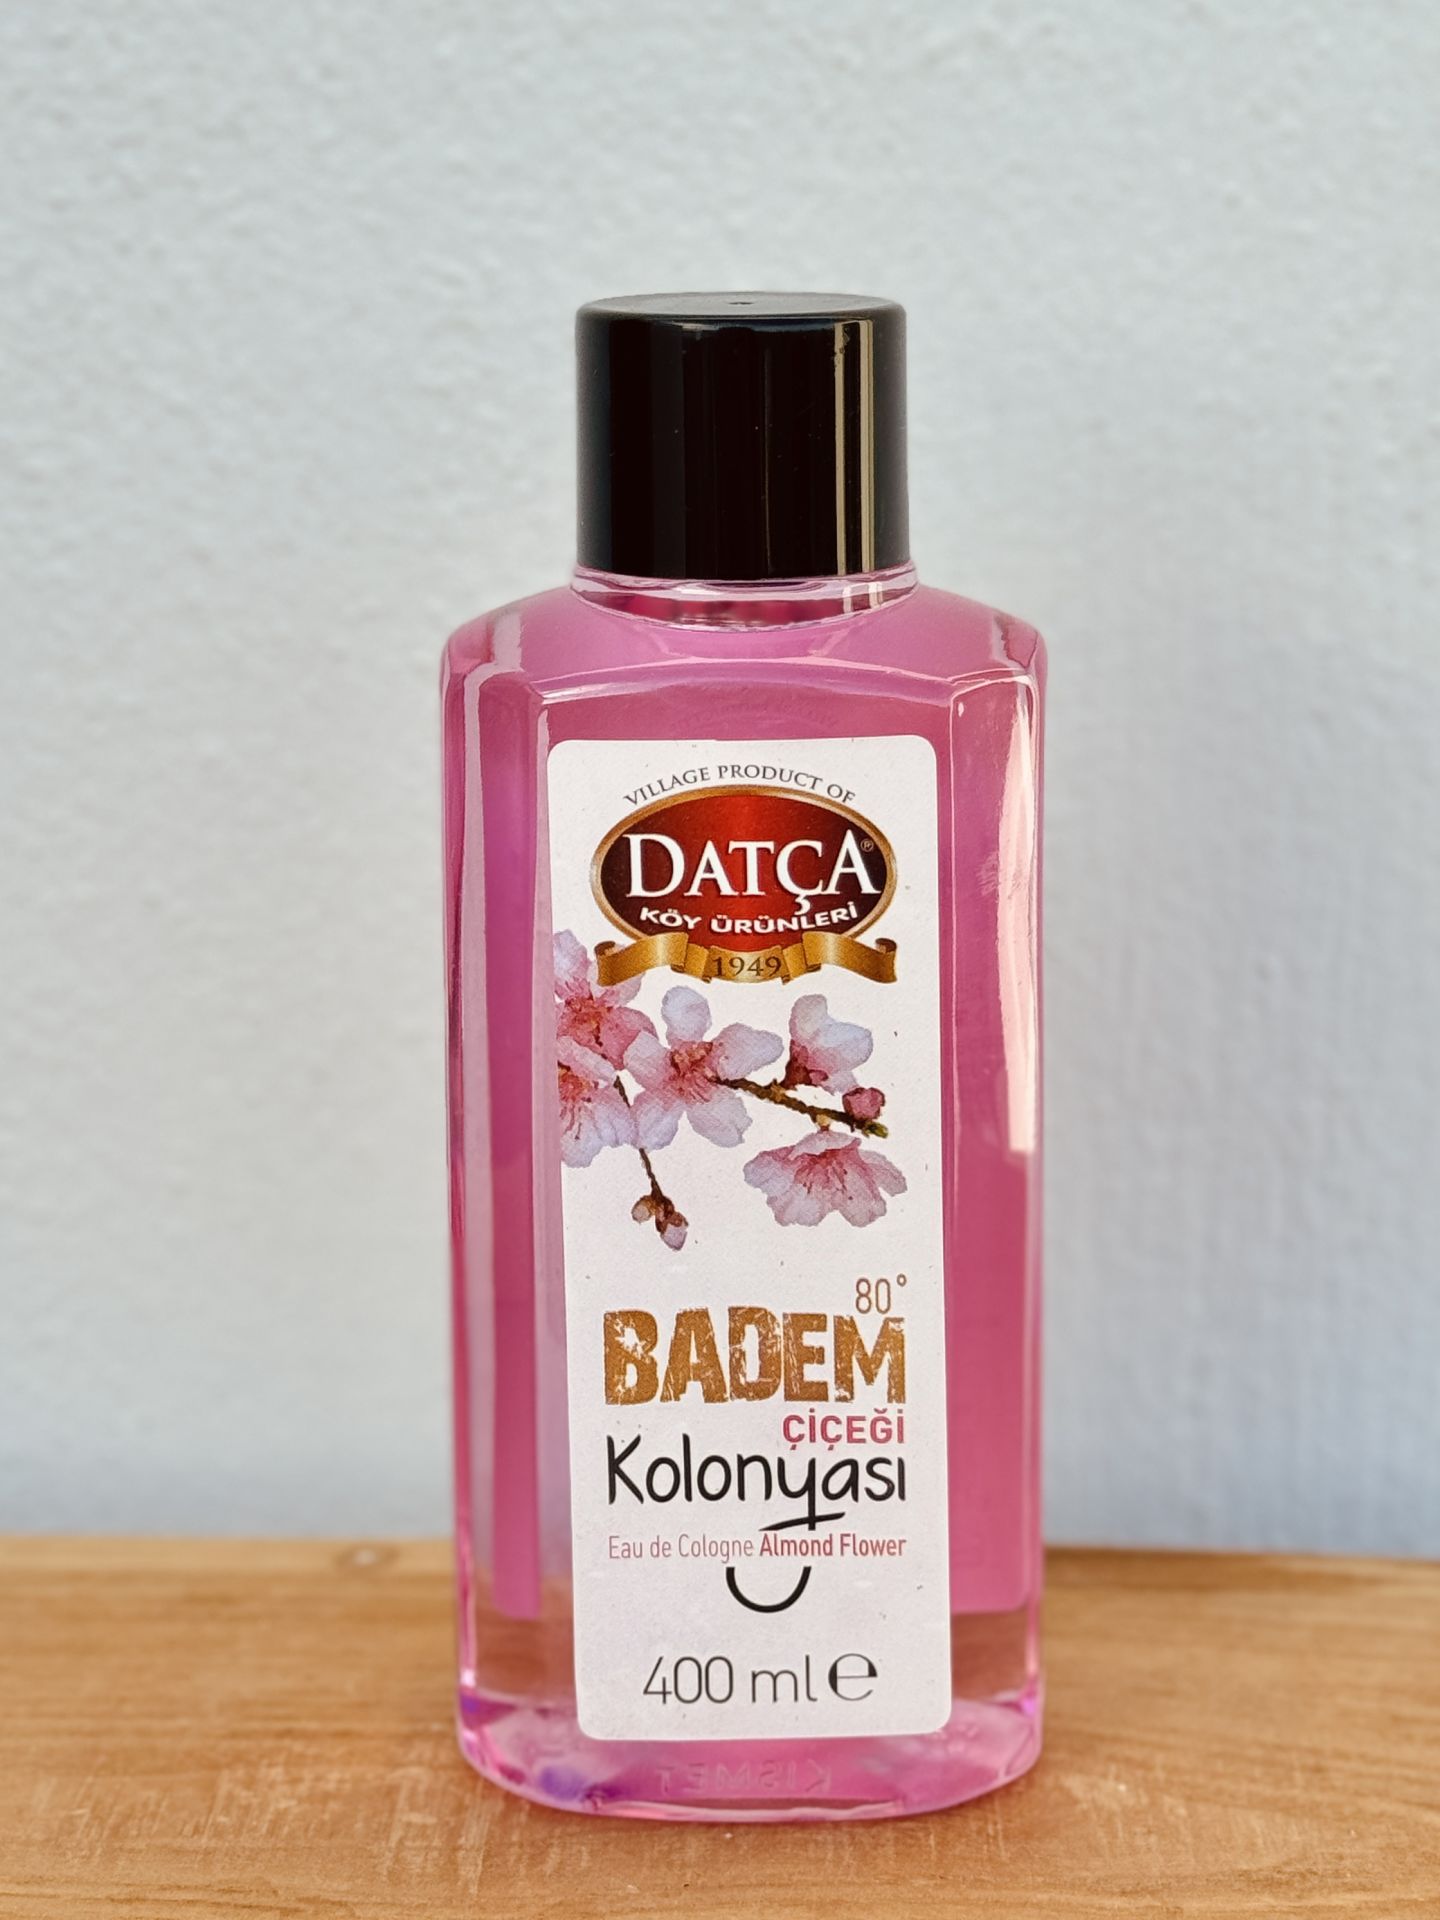 VILLAGE PRODUCT OF
DATÇA®
KÖY ÜRÜNLERİ
1949
80°
BADEM
ÇİÇEĞİ
Kolonyası
Eau de Cologne Almond Flower
400 ml ℮
KISMET